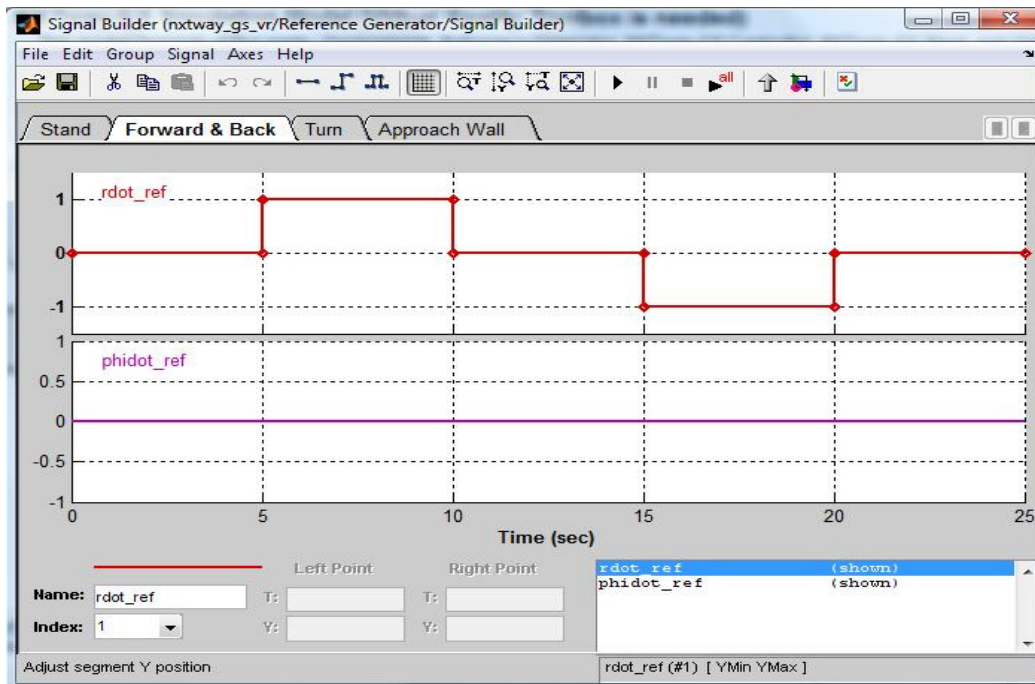 Signal Builder (nxtway_gs_vr/Reference Generator/Signal Builder)
File Edit Group Signal Axes Help
all
Stand Forward & Back Turn Approach Wall
rdot_ref
1
0
-1
phidot_ref
1
0.5
0
-0.5
-1
0 5 10 15 20 25
Time (sec)
Left Point Right Point
Name: rdot_ref T: T:
Index: 1 Y: Y:
rdot_ref (shown)
phidot_ref (shown)
Adjust segment Y position
rdot_ref (#1) [ YMin YMax ]